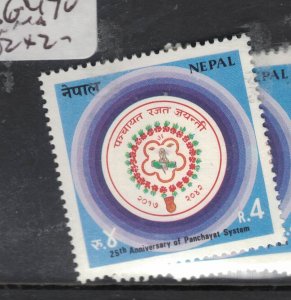 नेपाल NEPAL
पञ्चायत रजत जयन्ती
२०१७ २०४२
रु.४ R.4
25th Anniversary of Panchayat System